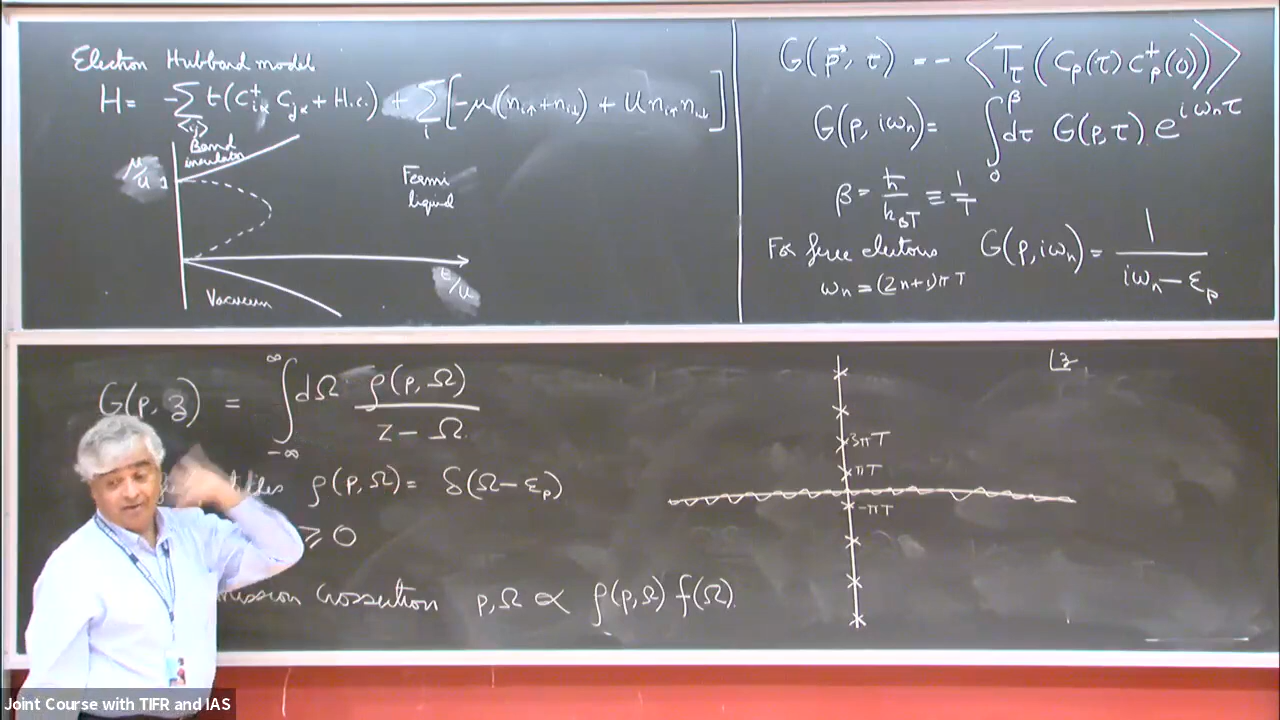 Electron Hubbard model
H = -∑<ij> t(C†iα Cjα + H.c.) + ∑i [-μ(ni↑+ni↓) + U ni↑ ni↓]
μ/U
1
Band insulator
Fermi liquid
t/U
Vacuum
G(p⃗, τ) = - ⟨Tτ (Cp(τ) C†p(0))⟩
G(p, iωn) = ∫0^β dτ G(p,τ) e^{iωnτ}
β = ħ/kBT ≡ 1/T
For free electrons G(p, iωn) = 1/(iωn - εp)
ωn = (2n+1)πT
G(p, z) = ∫-∞^∞ dΩ ρ(p, Ω)/(z - Ω)
ρ(p, Ω) = δ(Ω - εp)
≥ 0
crossection p, Ω ∝ ρ(p, Ω) f(Ω).
z
3πT
πT
-πT
Joint Course with TIFR and IAS